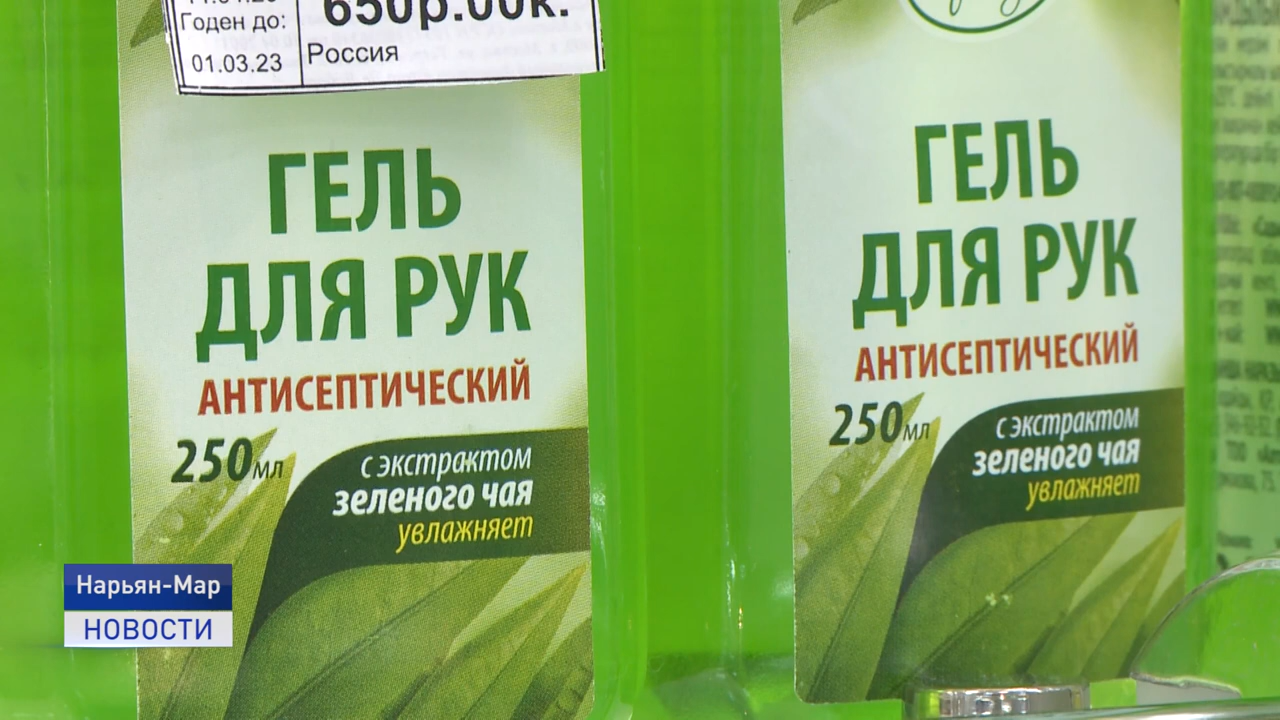 Годен до:
01.03.23
650р.00к.
Россия
ГЕЛЬ
ДЛЯ РУК
АНТИСЕПТИЧЕСКИЙ
250мл
с экстрактом
зеленого чая
увлажняет
ГЕЛЬ
ДЛЯ РУК
АНТИСЕПТИЧЕСКИЙ
250мл
с экстрактом
зеленого чая
увлажняет
Нарьян-Мар
НОВОСТИ